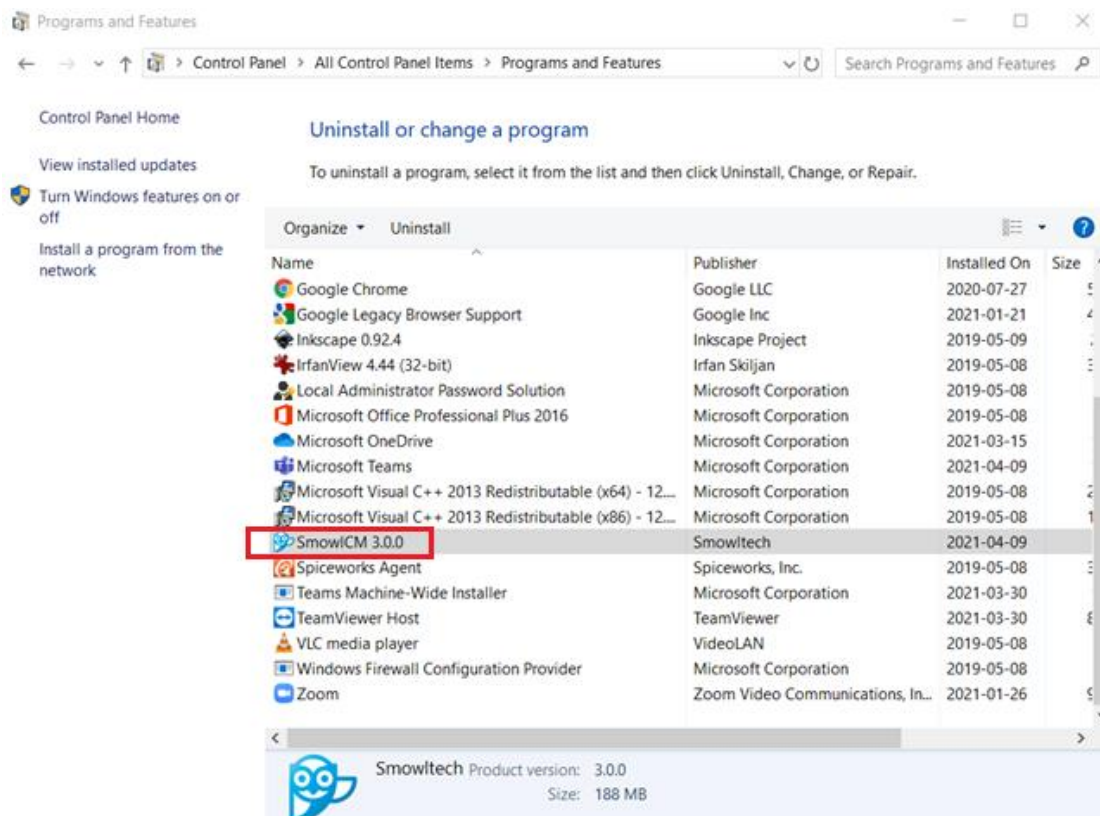 Programs and Features
Control Panel > All Control Panel Items > Programs and Features
Search Programs and Features
Control Panel Home
View installed updates
Turn Windows features on or
off
Install a program from the
network
Uninstall or change a program
To uninstall a program, select it from the list and then click Uninstall, Change, or Repair.
Organize Uninstall
?
Name Publisher Installed On Size
Google Chrome Google LLC 2020-07-27
Google Legacy Browser Support Google Inc 2021-01-21
Inkscape 0.92.4 Inkscape Project 2019-05-09
IrfanView 4.44 (32-bit) Irfan Skiljan 2019-05-08
Local Administrator Password Solution Microsoft Corporation 2019-05-08
Microsoft Office Professional Plus 2016 Microsoft Corporation 2019-05-08
Microsoft OneDrive Microsoft Corporation 2021-03-15
Microsoft Teams Microsoft Corporation 2021-04-09
Microsoft Visual C++ 2013 Redistributable (x64) - 12.... Microsoft Corporation 2019-05-08
Microsoft Visual C++ 2013 Redistributable (x86) - 12.... Microsoft Corporation 2019-05-08
SmowlCM 3.0.0 Smowltech 2021-04-09
Spiceworks Agent Spiceworks, Inc. 2019-05-08
Teams Machine-Wide Installer Microsoft Corporation 2021-03-30
TeamViewer Host TeamViewer 2021-03-30
VLC media player VideoLAN 2019-05-08
Windows Firewall Configuration Provider Microsoft Corporation 2019-05-08
Zoom Zoom Video Communications, In... 2021-01-26
Smowltech Product version: 3.0.0
Size: 188 MB